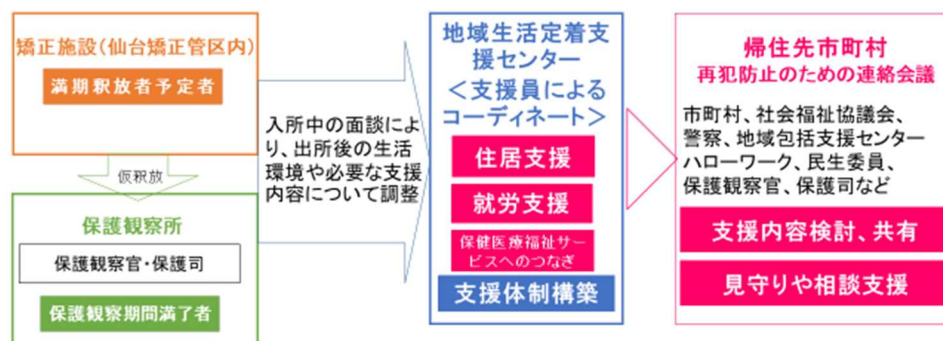 矯正施設(仙台矯正管区内)
満期釈放者予定者
仮釈放
保護観察所
保護観察官・保護司
保護観察期間満了者
入所中の面談によ
り、出所後の生活
環境や必要な支援
内容について調整
地域生活定着支
援センター
<支援員による
コーディネート>
住居支援
就労支援
保健医療福祉サー
ビスへのつなぎ
支援体制構築
帰住先市町村
再犯防止のための連絡会議
市町村、社会福祉協議会、
警察、地域包括支援センター
ハローワーク、民生委員、
保護観察官、保護司など
支援内容検討、共有
見守りや相談支援